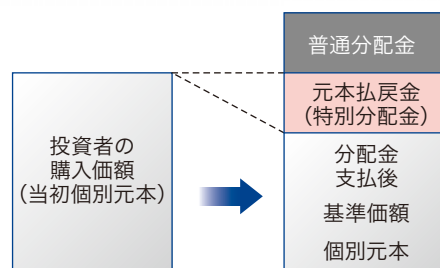 普通分配金
元本払戻金
（特別分配金）
投資者の
購入価額
（当初個別元本）
分配金
支払後
基準価額
個別元本